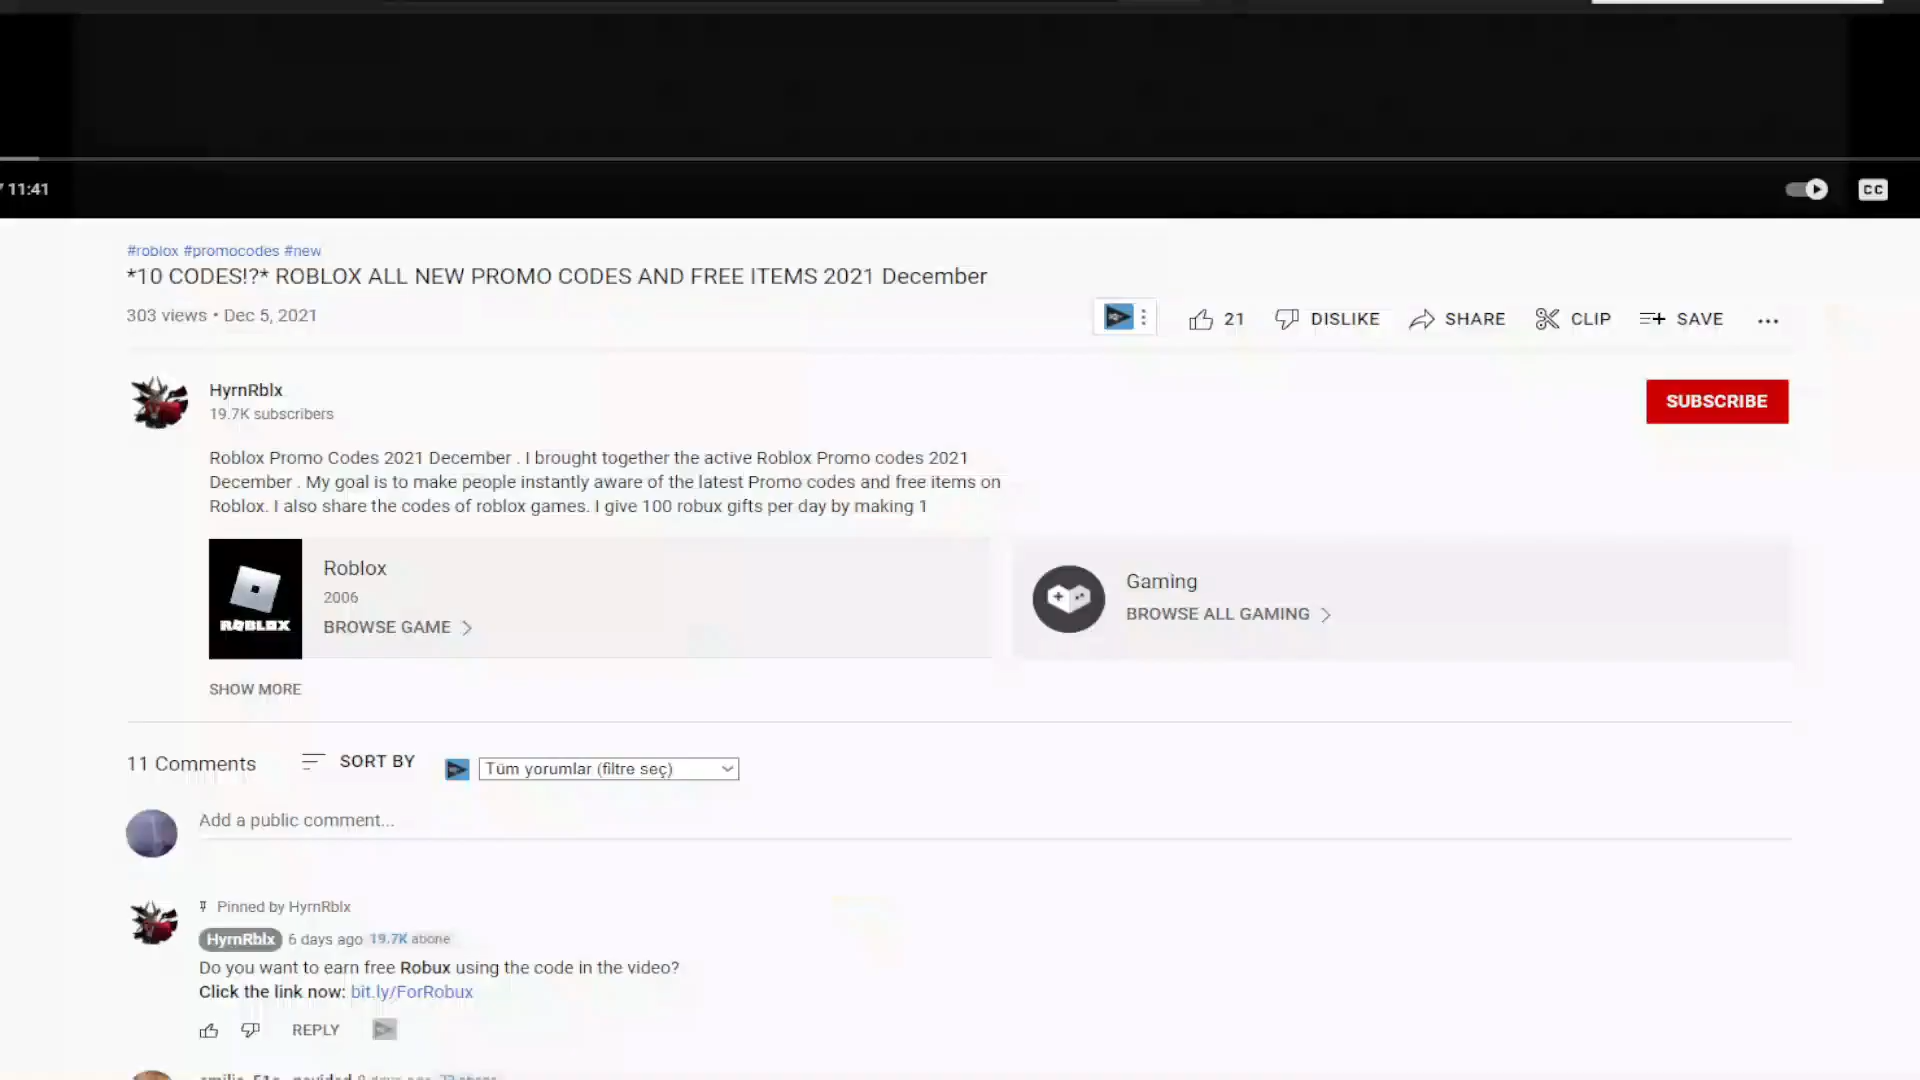 11:41
CC
#roblox #promocodes #new
*10 CODES!?* ROBLOX ALL NEW PROMO CODES AND FREE ITEMS 2021 December
303 views • Dec 5, 2021
21
DISLIKE
SHARE
CLIP
SAVE
HyrnRblx
19.7K subscribers
SUBSCRIBE
Roblox Promo Codes 2021 December . I brought together the active Roblox Promo codes 2021
December . My goal is to make people instantly aware of the latest Promo codes and free items on
Roblox. I also share the codes of roblox games. I give 100 robux gifts per day by making 1
ROBLOX
Roblox
2006
BROWSE GAME
Gaming
BROWSE ALL GAMING
SHOW MORE
11 Comments
SORT BY
Tüm yorumlar (filtre seç)
Add a public comment...
Pinned by HyrnRblx
HyrnRblx 6 days ago 19.7K abone
Do you want to earn free Robux using the code in the video?
Click the link now: bit.ly/ForRobux
REPLY